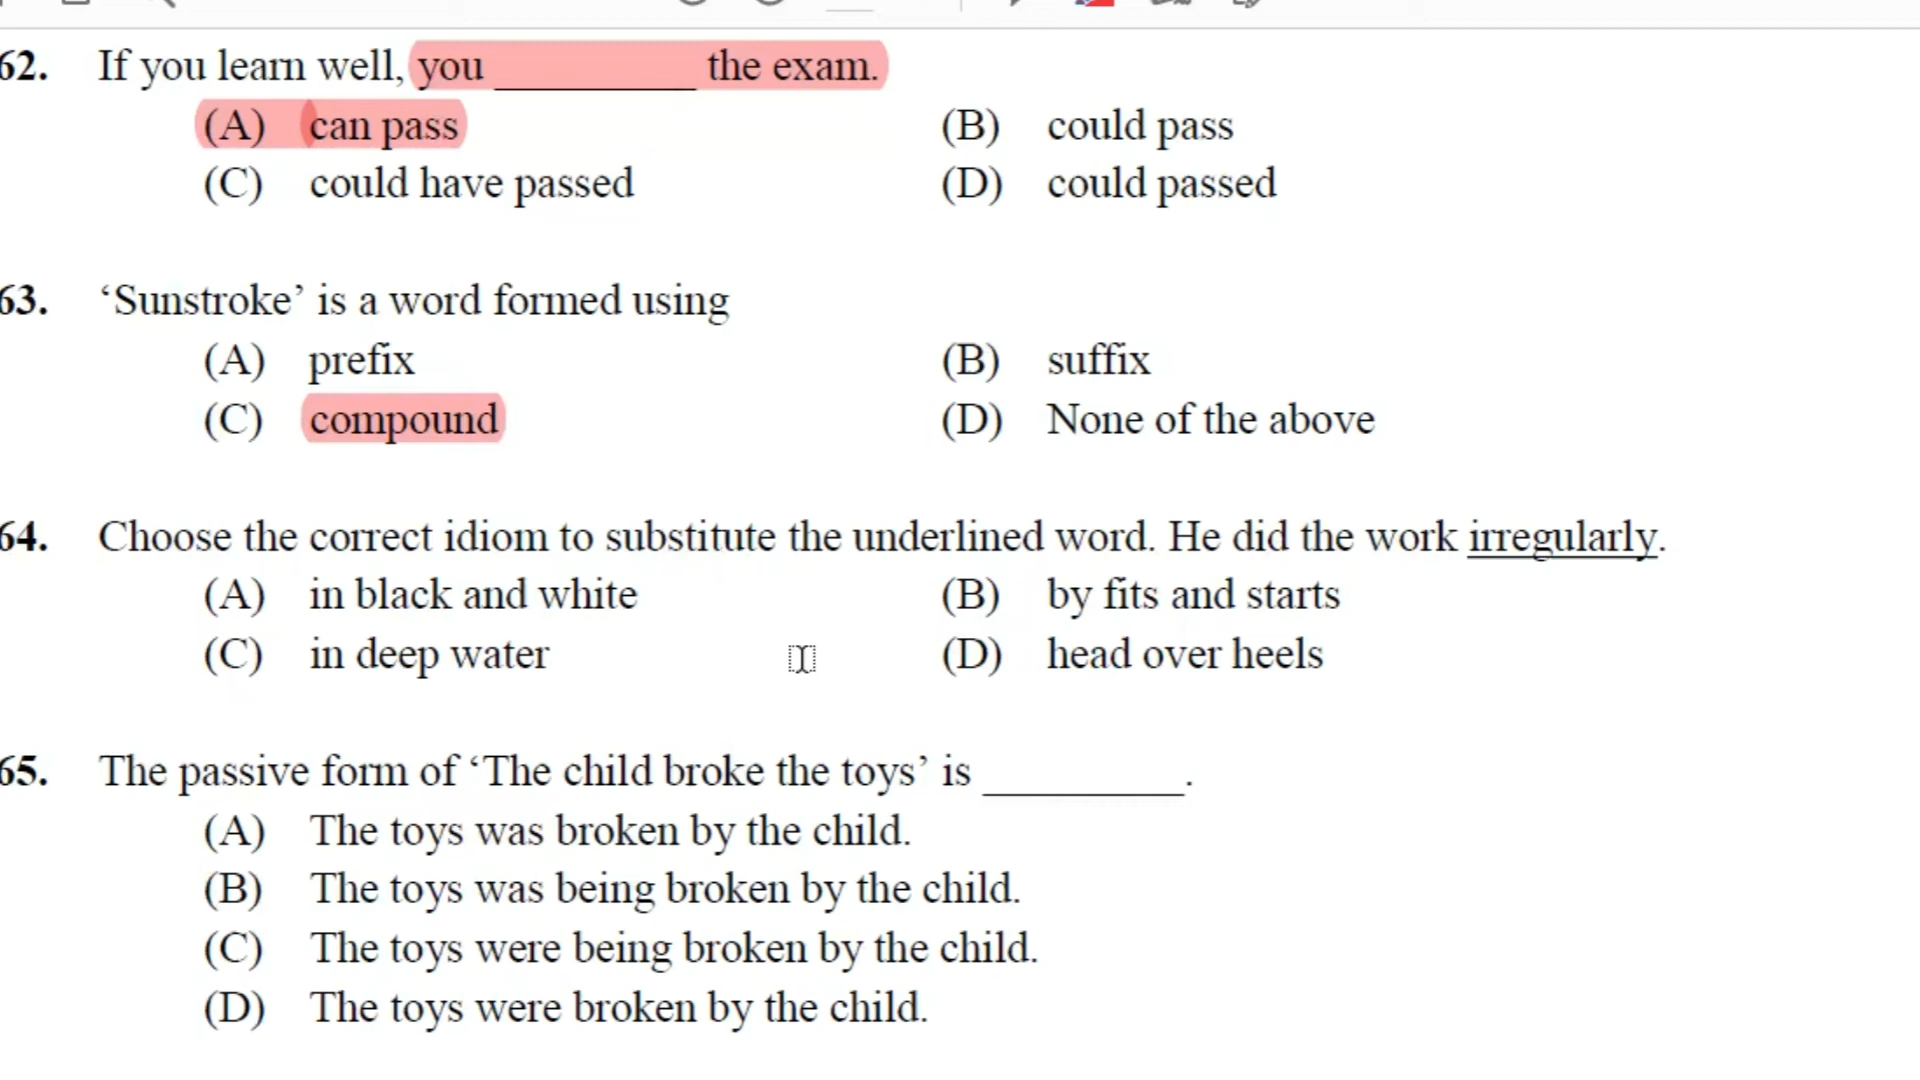 62. If you learn well, you __________ the exam.
(A) can pass (B) could pass
(C) could have passed (D) could passed
63. ‘Sunstroke’ is a word formed using
(A) prefix (B) suffix
(C) compound (D) None of the above
64. Choose the correct idiom to substitute the underlined word. He did the work irregularly.
(A) in black and white (B) by fits and starts
(C) in deep water (D) head over heels
65. The passive form of ‘The child broke the toys’ is __________.
(A) The toys was broken by the child.
(B) The toys was being broken by the child.
(C) The toys were being broken by the child.
(D) The toys were broken by the child.